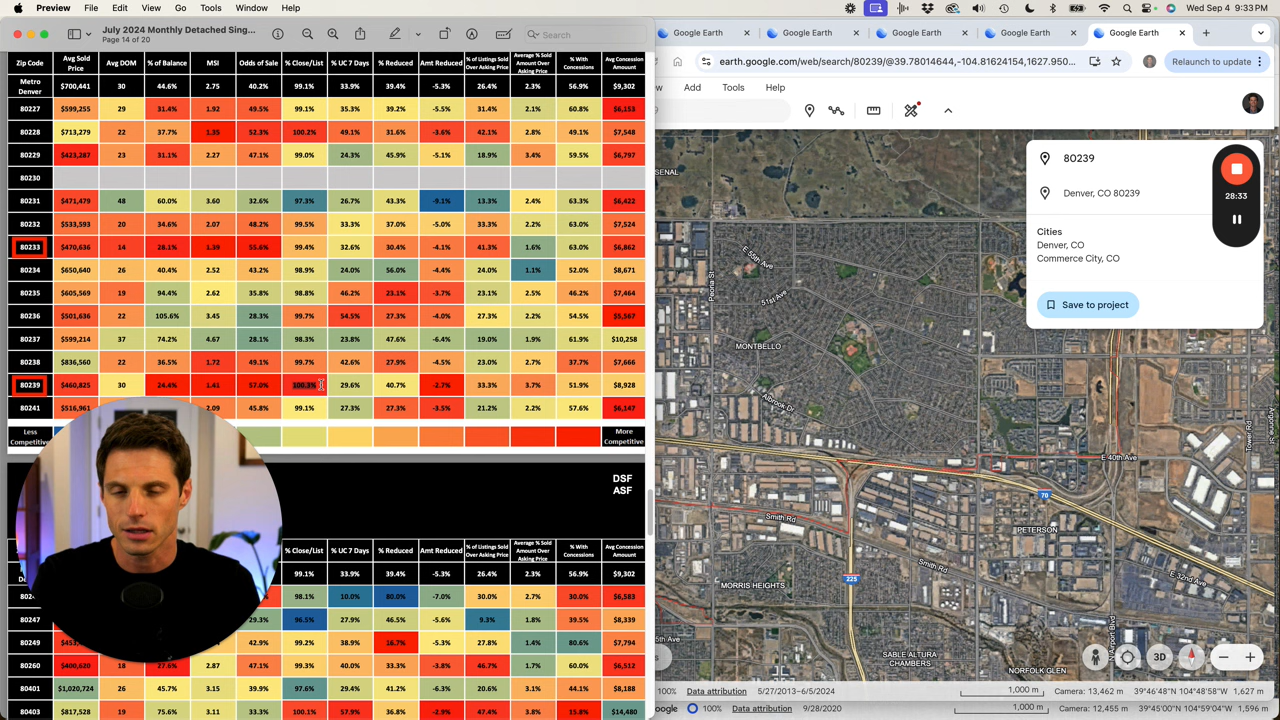 Preview File Edit View Go Tools Window Help
Wed Sep 4 9:33 PM
July 2024 Monthly Detached Sing...
Page 14 of 20
Search
Zip Code Avg Sold Price Avg DOM % of Balance MSI Odds of Sale % Close/List % UC 7 Days % Reduced Amt Reduced % of Listings Sold Over Asking Price Average % Sold Amount Over Asking Price % With Concessions Avg Concession Amount
Metro Denver $700,441 30 44.6% 2.75 40.2% 99.1% 33.9% 39.4% -5.3% 26.4% 2.3% 56.9% $9,302
80227 $599,255 29 31.4% 2.06 49.5% 99.1% 35.3% 39.2% -5.5% 31.4% 2.1% 60.8% $6,153
80228 $713,279 22 37.7% 1.35 52.3% 100.2% 49.1% 31.6% -3.6% 42.1% 2.8% 49.1% $7,548
80229 $423,287 23 31.1% 2.27 47.1% 99.0% 24.3% 45.9% -5.1% 18.9% 3.4% 59.5% $6,797
80230
80231 $471,479 48 60.0% 3.60 32.6% 97.3% 26.7% 43.3% -9.1% 13.3% 2.4% 63.3% $6,422
80232 $533,593 20 34.6% 2.07 48.2% 99.5% 33.3% 37.0% -5.0% 33.3% 2.2% 63.0% $7,524
80233 $470,636 14 28.1% 1.59 55.6% 99.4% 32.6% 30.4% -4.1% 41.3% 1.6% 63.0% $6,862
80234 $650,640 26 40.4% 2.52 43.2% 98.9% 24.0% 56.0% -4.4% 24.0% 1.1% 52.0% $8,671
80235 $605,569 19 94.4% 2.62 35.8% 98.8% 46.2% 23.1% -3.7% 23.1% 2.5% 46.2% $7,464
80236 $501,636 22 105.6% 3.45 28.3% 99.7% 54.5% 27.3% -4.0% 27.3% 2.2% 54.5% $5,567
80237 $599,214 37 74.2% 4.67 28.1% 98.3% 23.8% 47.6% -6.4% 19.0% 1.9% 61.9% $10,258
80238 $836,560 22 36.5% 1.72 49.1% 99.7% 42.6% 27.9% -4.5% 23.0% 2.7% 37.7% $7,666
80239 $460,825 30 24.4% 1.41 57.0% 100.3% 29.6% 40.7% -2.7% 33.3% 3.7% 51.9% $8,928
80241 $516,961 2.09 45.8% 99.1% 27.3% 27.3% -3.5% 21.2% 2.2% 57.6% $6,147
Less Competitive
More Competitive
DSF
ASF
% Close/List % UC 7 Days % Reduced Amt Reduced % of Listings Sold Over Asking Price Average % Sold Amount Over Asking Price % With Concessions Avg Concession Amount
99.1% 33.9% 39.4% -5.3% 26.4% 2.3% 56.9% $9,302
98.1% 10.0% 80.0% -7.0% 30.0% 2.7% 30.0% $6,583
80247 29.3% 96.5% 27.9% 46.5% -5.6% 9.3% 1.8% 39.5% $8,339
80249 42.9% 99.2% 38.9% 16.7% -5.3% 27.8% 1.4% 80.6% $7,794
80260 $400,620 18 27.6% 2.87 47.1% 99.3% 40.0% 33.3% -3.8% 46.7% 1.7% 60.0% $6,512
80401 $1,020,724 26 45.7% 3.15 39.9% 97.6% 29.4% 41.2% -6.3% 20.6% 3.1% 44.1% $8,188
80403 $817,528 19 75.6% 3.11 33.3% 100.1% 57.9% 36.8% -2.9% 47.4% 3.8% 15.8% $14,480
Google Earth Google Earth Google Earth Google Earth
earth.google.com/web/search/80239/@39.78014644,-104.81624154,1627.950...
Relaunch to update
Add Tools Help
80239
Denver, CO 80239
Cities
Denver, CO
Commerce City, CO
Save to project
28:33
E 55th Ave
Peoria St
51st Ave
MONTBELLO
Albrook Dr
Tower Rd
Argonne St
E 40th Ave
70
Smith Rd
PETERSON
225
Smith Rd
E 32nd Ave
MORRIS HEIGHTS
SABLE ALTURA CHAMBERS
NORFOLK GLEN
3D
100% Data attribution 5/27/2013–6/5/2024 1,000 m Camera: 13,462 m 39°46'48"N 104°48'58"W 1,627 m
100% Data attribution 9/28/2020 1,000 m Camera: 12,455 m 39°45'00"N 104°59'04"W 1,596 m